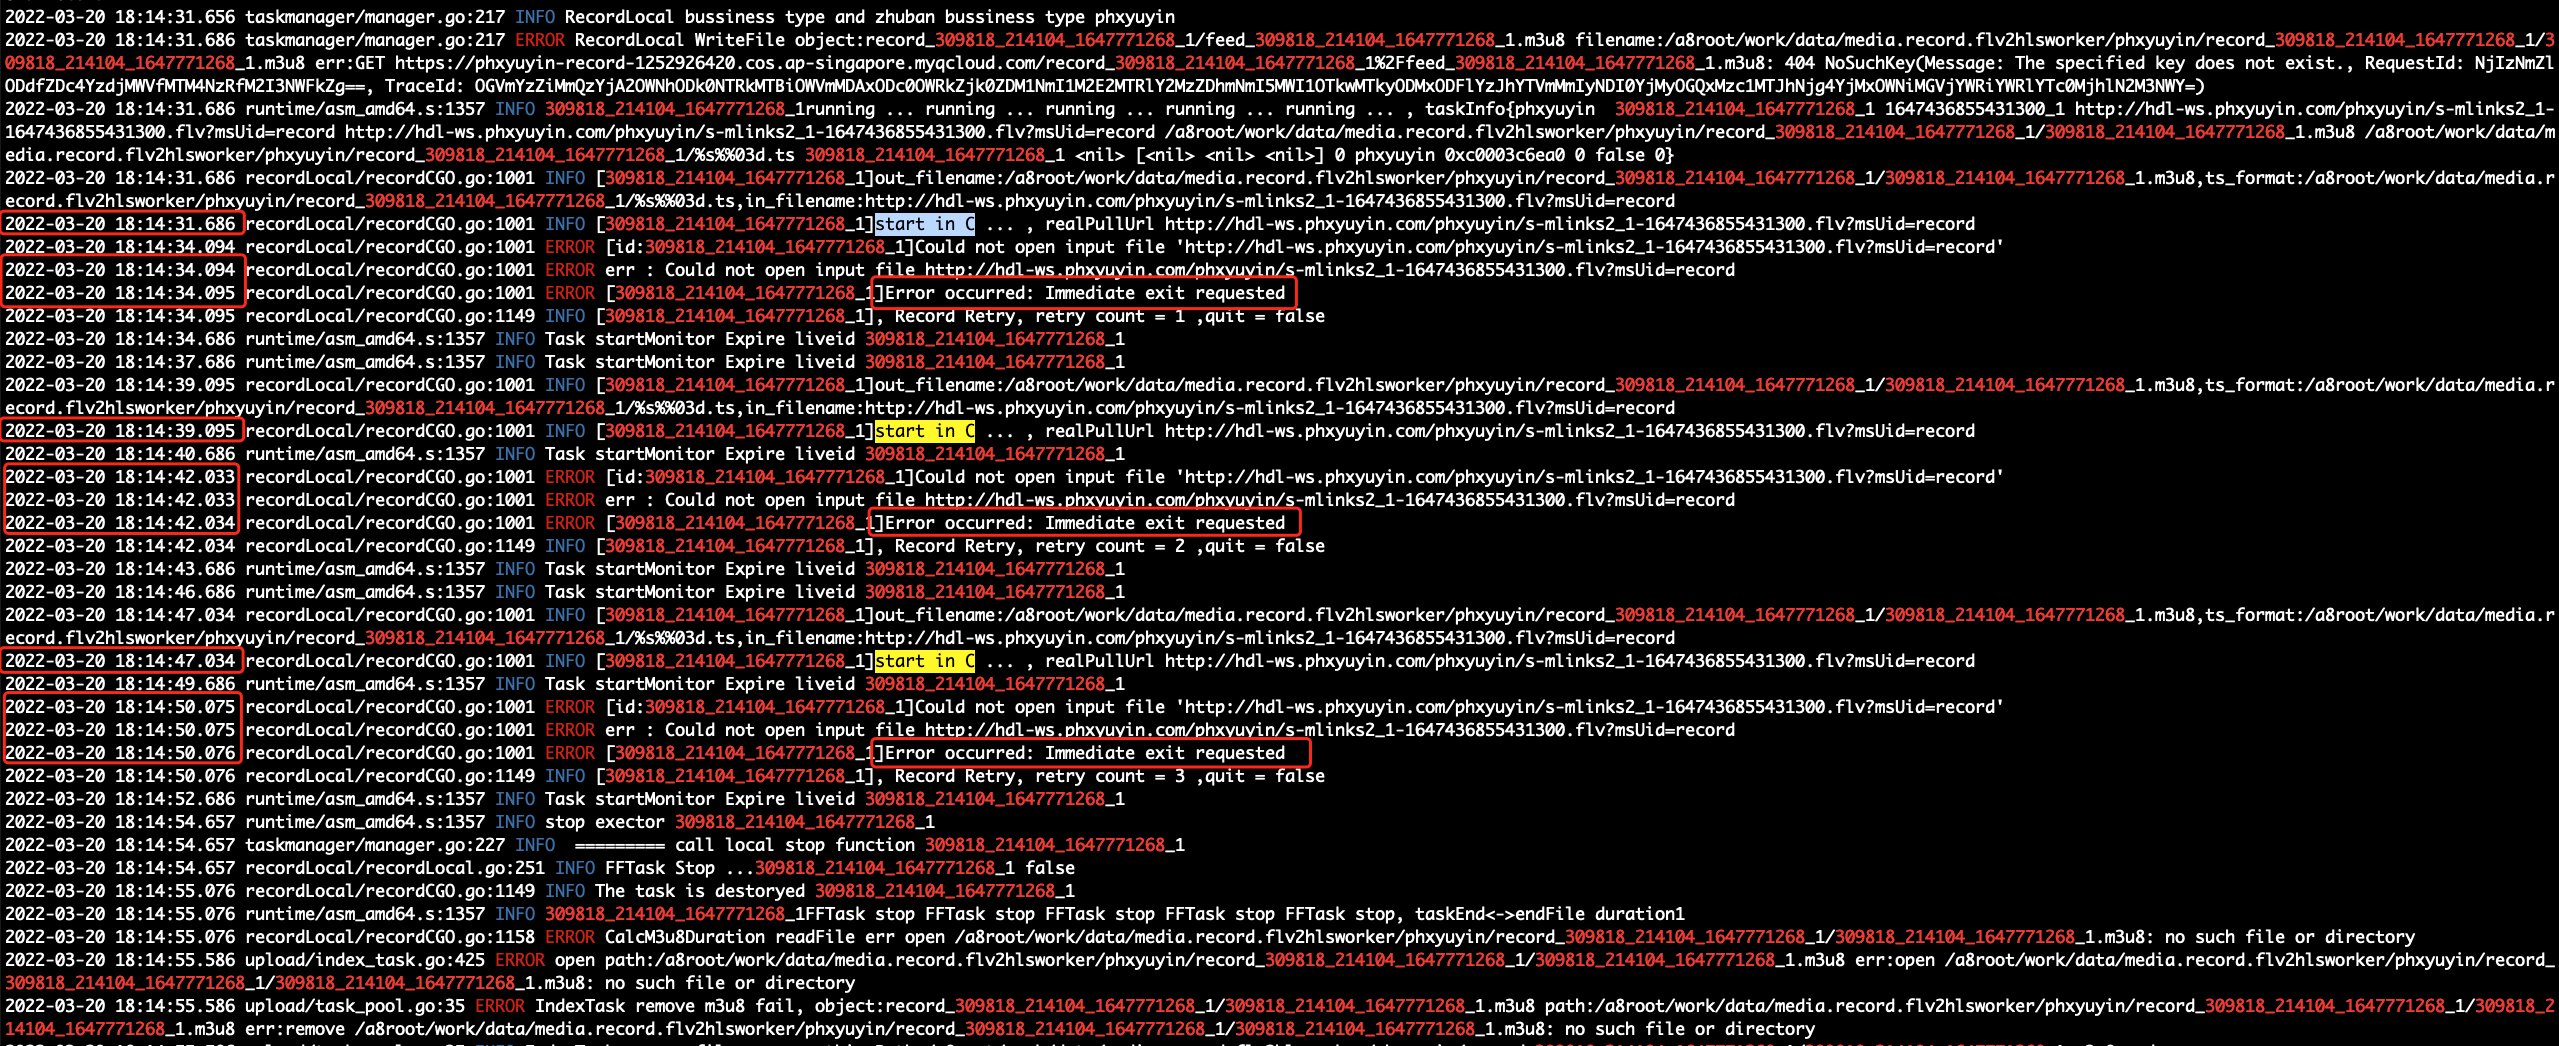 2022-03-20 18:14:31.656 taskmanager/manager.go:217 INFO RecordLocal bussiness type and zhuban bussiness type phxyuyin
2022-03-20 18:14:31.686 taskmanager/manager.go:217 ERROR RecordLocal WriteFile object:record_309818_214104_1647771268_1/feed_309818_214104_1647771268_1.m3u8 filename:/a8root/work/data/media.record.flv2hlsworker/phxyuyin/record_309818_214104_1647771268_1/3
09818_214104_1647771268_1.m3u8 err:GET https://phxyuyin-record-1252926420.cos.ap-singapore.myqcloud.com/record_309818_214104_1647771268_1%2Ffeed_309818_214104_1647771268_1.m3u8: 404 NoSuchKey(Message: The specified key does not exist., RequestId:
TraceId:
2022-03-20 18:14:31.686 runtime/asm_amd64.s:1357 INFO 309818_214104_1647771268_1running ... running ... running ... running ... running ... , taskInfo{phxyuyin  309818_214104_1647771268_1 1647436855431300_1 http://hdl-ws.phxyuyin.com/phxyuyin/s-mlinks2_1-
1647436855431300.flv?msUid=record http://hdl-ws.phxyuyin.com/phxyuyin/s-mlinks2_1-1647436855431300.flv?msUid=record /a8root/work/data/media.record.flv2hlsworker/phxyuyin/record_309818_214104_1647771268_1/309818_214104_1647771268_1.m3u8 /a8root/work/data/m
edia.record.flv2hlsworker/phxyuyin/record_309818_214104_1647771268_1/%s%%03d.ts 309818_214104_1647771268_1 <nil> [<nil> <nil> <nil>] 0 phxyuyin 0xc0003c6ea0 0 false 0}
2022-03-20 18:14:31.686 recordLocal/recordCGO.go:1001 INFO [309818_214104_1647771268_1]out_filename:/a8root/work/data/media.record.flv2hlsworker/phxyuyin/record_309818_214104_1647771268_1/309818_214104_1647771268_1.m3u8,ts_format:/a8root/work/data/media.r
ecord.flv2hlsworker/phxyuyin/record_309818_214104_1647771268_1/%s%%03d.ts,in_filename:http://hdl-ws.phxyuyin.com/phxyuyin/s-mlinks2_1-1647436855431300.flv?msUid=record
2022-03-20 18:14:31.686 recordLocal/recordCGO.go:1001 INFO [309818_214104_1647771268_1]start in C ... , realPullUrl http://hdl-ws.phxyuyin.com/phxyuyin/s-mlinks2_1-1647436855431300.flv?msUid=record
2022-03-20 18:14:34.094 recordLocal/recordCGO.go:1001 ERROR [id:309818_214104_1647771268_1]Could not open input file 'http://hdl-ws.phxyuyin.com/phxyuyin/s-mlinks2_1-1647436855431300.flv?msUid=record'
2022-03-20 18:14:34.094 recordLocal/recordCGO.go:1001 ERROR err : Could not open input file http://hdl-ws.phxyuyin.com/phxyuyin/s-mlinks2_1-1647436855431300.flv?msUid=record
2022-03-20 18:14:34.095 recordLocal/recordCGO.go:1001 ERROR [309818_214104_1647771268_1]Error occurred: Immediate exit requested
2022-03-20 18:14:34.095 recordLocal/recordCGO.go:1149 INFO [309818_214104_1647771268_1], Record Retry, retry count = 1 ,quit = false
2022-03-20 18:14:34.686 runtime/asm_amd64.s:1357 INFO Task startMonitor Expire liveid 309818_214104_1647771268_1
2022-03-20 18:14:37.686 runtime/asm_amd64.s:1357 INFO Task startMonitor Expire liveid 309818_214104_1647771268_1
2022-03-20 18:14:39.095 recordLocal/recordCGO.go:1001 INFO [309818_214104_1647771268_1]out_filename:/a8root/work/data/media.record.flv2hlsworker/phxyuyin/record_309818_214104_1647771268_1/309818_214104_1647771268_1.m3u8,ts_format:/a8root/work/data/media.r
ecord.flv2hlsworker/phxyuyin/record_309818_214104_1647771268_1/%s%%03d.ts,in_filename:http://hdl-ws.phxyuyin.com/phxyuyin/s-mlinks2_1-1647436855431300.flv?msUid=record
2022-03-20 18:14:39.095 recordLocal/recordCGO.go:1001 INFO [309818_214104_1647771268_1]start in C ... , realPullUrl http://hdl-ws.phxyuyin.com/phxyuyin/s-mlinks2_1-1647436855431300.flv?msUid=record
2022-03-20 18:14:40.686 runtime/asm_amd64.s:1357 INFO Task startMonitor Expire liveid 309818_214104_1647771268_1
2022-03-20 18:14:42.033 recordLocal/recordCGO.go:1001 ERROR [id:309818_214104_1647771268_1]Could not open input file 'http://hdl-ws.phxyuyin.com/phxyuyin/s-mlinks2_1-1647436855431300.flv?msUid=record'
2022-03-20 18:14:42.033 recordLocal/recordCGO.go:1001 ERROR err : Could not open input file http://hdl-ws.phxyuyin.com/phxyuyin/s-mlinks2_1-1647436855431300.flv?msUid=record
2022-03-20 18:14:42.034 recordLocal/recordCGO.go:1001 ERROR [309818_214104_1647771268_1]Error occurred: Immediate exit requested
2022-03-20 18:14:42.034 recordLocal/recordCGO.go:1149 INFO [309818_214104_1647771268_1], Record Retry, retry count = 2 ,quit = false
2022-03-20 18:14:43.686 runtime/asm_amd64.s:1357 INFO Task startMonitor Expire liveid 309818_214104_1647771268_1
2022-03-20 18:14:46.686 runtime/asm_amd64.s:1357 INFO Task startMonitor Expire liveid 309818_214104_1647771268_1
2022-03-20 18:14:47.034 recordLocal/recordCGO.go:1001 INFO [309818_214104_1647771268_1]out_filename:/a8root/work/data/media.record.flv2hlsworker/phxyuyin/record_309818_214104_1647771268_1/309818_214104_1647771268_1.m3u8,ts_format:/a8root/work/data/media.r
ecord.flv2hlsworker/phxyuyin/record_309818_214104_1647771268_1/%s%%03d.ts,in_filename:http://hdl-ws.phxyuyin.com/phxyuyin/s-mlinks2_1-1647436855431300.flv?msUid=record
2022-03-20 18:14:47.034 recordLocal/recordCGO.go:1001 INFO [309818_214104_1647771268_1]start in C ... , realPullUrl http://hdl-ws.phxyuyin.com/phxyuyin/s-mlinks2_1-1647436855431300.flv?msUid=record
2022-03-20 18:14:49.686 runtime/asm_amd64.s:1357 INFO Task startMonitor Expire liveid 309818_214104_1647771268_1
2022-03-20 18:14:50.075 recordLocal/recordCGO.go:1001 ERROR [id:309818_214104_1647771268_1]Could not open input file 'http://hdl-ws.phxyuyin.com/phxyuyin/s-mlinks2_1-1647436855431300.flv?msUid=record'
2022-03-20 18:14:50.075 recordLocal/recordCGO.go:1001 ERROR err : Could not open input file http://hdl-ws.phxyuyin.com/phxyuyin/s-mlinks2_1-1647436855431300.flv?msUid=record
2022-03-20 18:14:50.076 recordLocal/recordCGO.go:1001 ERROR [309818_214104_1647771268_1]Error occurred: Immediate exit requested
2022-03-20 18:14:50.076 recordLocal/recordCGO.go:1149 INFO [309818_214104_1647771268_1], Record Retry, retry count = 3 ,quit = false
2022-03-20 18:14:52.686 runtime/asm_amd64.s:1357 INFO Task startMonitor Expire liveid 309818_214104_1647771268_1
2022-03-20 18:14:54.657 runtime/asm_amd64.s:1357 INFO stop exector 309818_214104_1647771268_1
2022-03-20 18:14:54.657 taskmanager/manager.go:227 INFO  ========= call local stop function 309818_214104_1647771268_1
2022-03-20 18:14:54.657 recordLocal/recordLocal.go:251 INFO FFTask Stop ...309818_214104_1647771268_1 false
2022-03-20 18:14:55.076 recordLocal/recordCGO.go:1149 INFO The task is destoryed 309818_214104_1647771268_1
2022-03-20 18:14:55.076 runtime/asm_amd64.s:1357 INFO 309818_214104_1647771268_1FFTask stop FFTask stop FFTask stop FFTask stop FFTask stop, taskEnd<->endFile duration1
2022-03-20 18:14:55.076 recordLocal/recordCGO.go:1158 ERROR CalcM3u8Duration readFile err open /a8root/work/data/media.record.flv2hlsworker/phxyuyin/record_309818_214104_1647771268_1/309818_214104_1647771268_1.m3u8: no such file or directory
2022-03-20 18:14:55.586 upload/index_task.go:425 ERROR open path:/a8root/work/data/media.record.flv2hlsworker/phxyuyin/record_309818_214104_1647771268_1/309818_214104_1647771268_1.m3u8 err:open /a8root/work/data/media.record.flv2hlsworker/phxyuyin/record_
309818_214104_1647771268_1/309818_214104_1647771268_1.m3u8: no such file or directory
2022-03-20 18:14:55.586 upload/task_pool.go:35 ERROR IndexTask remove m3u8 fail, object:record_309818_214104_1647771268_1/309818_214104_1647771268_1.m3u8 path:/a8root/work/data/media.record.flv2hlsworker/phxyuyin/record_309818_214104_1647771268_1/309818_2
14104_1647771268_1.m3u8 err:remove /a8root/work/data/media.record.flv2hlsworker/phxyuyin/record_309818_214104_1647771268_1/309818_214104_1647771268_1.m3u8: no such file or directory